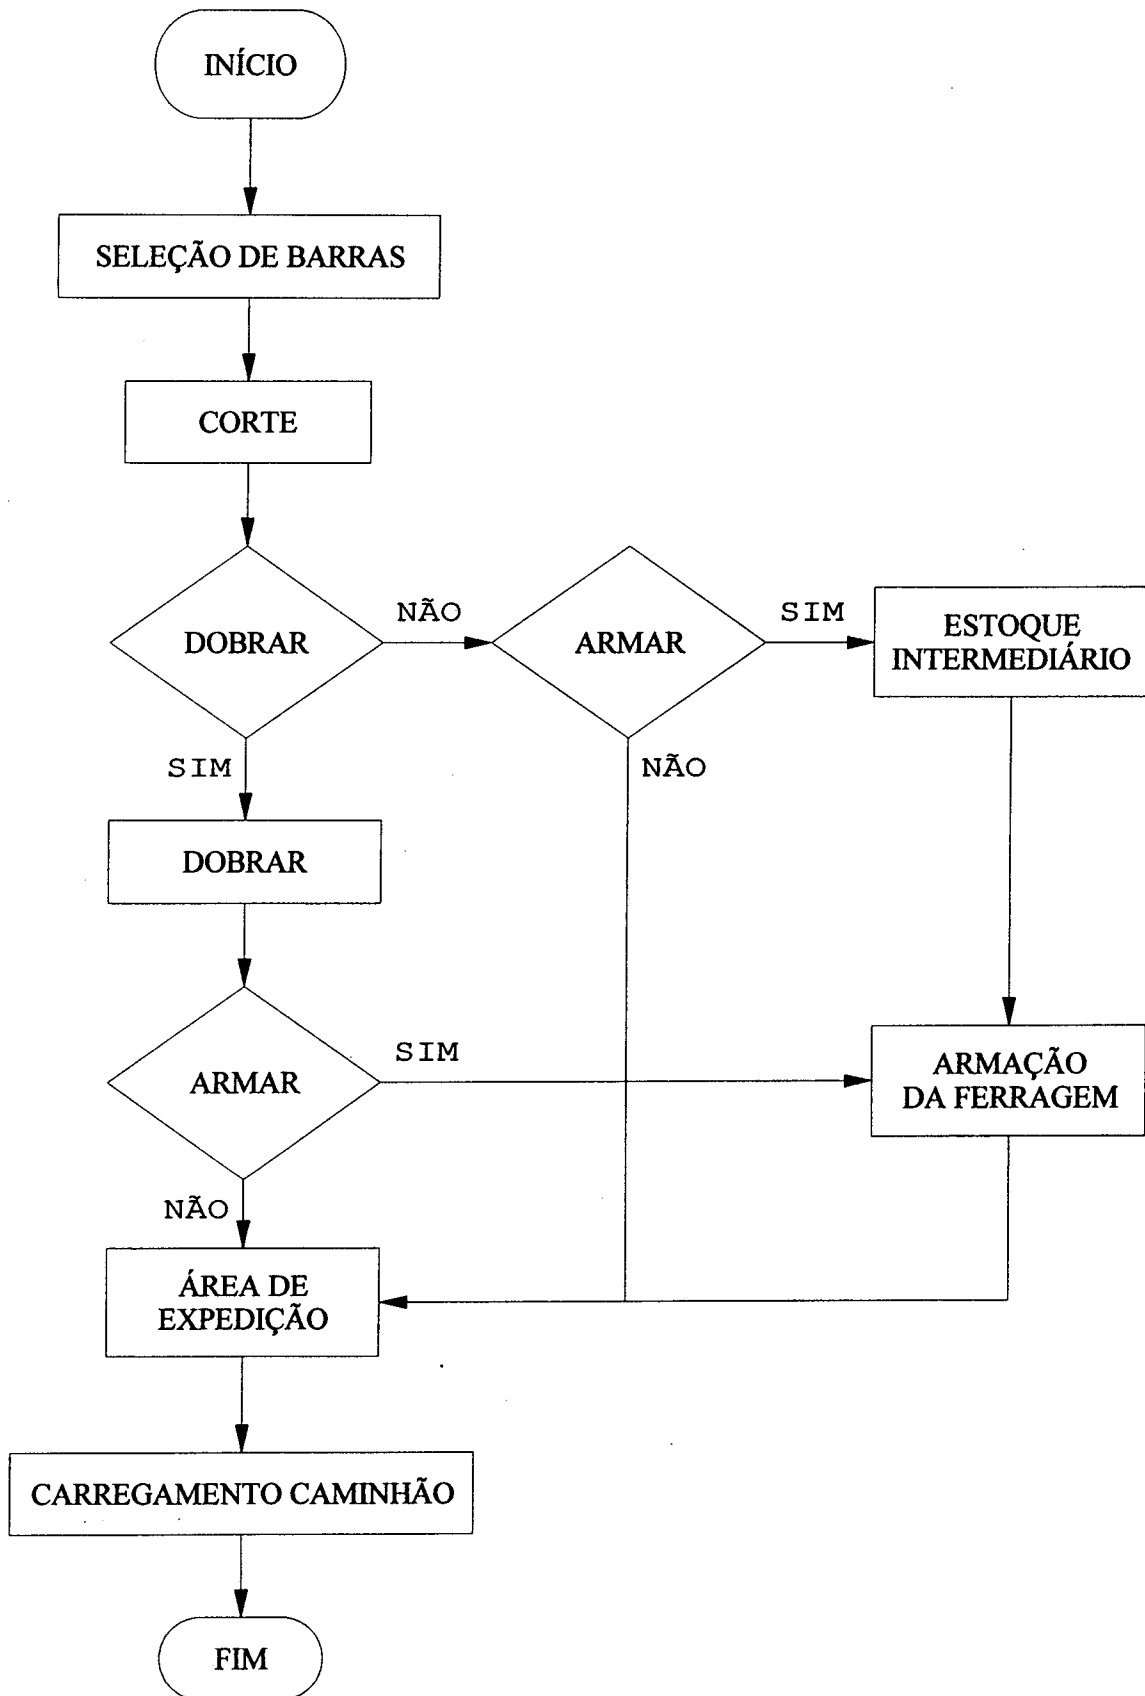 INÍCIO
SELEÇÃO DE BARRAS
CORTE
DOBRAR
NÃO
ARMAR
SIM
ESTOQUE
INTERMEDIÁRIO
SIM
NÃO
DOBRAR
ARMAR
SIM
ARMAÇÃO
DA FERRAGEM
NÃO
ÁREA DE
EXPEDIÇÃO
CARREGAMENTO CAMINHÃO
FIM